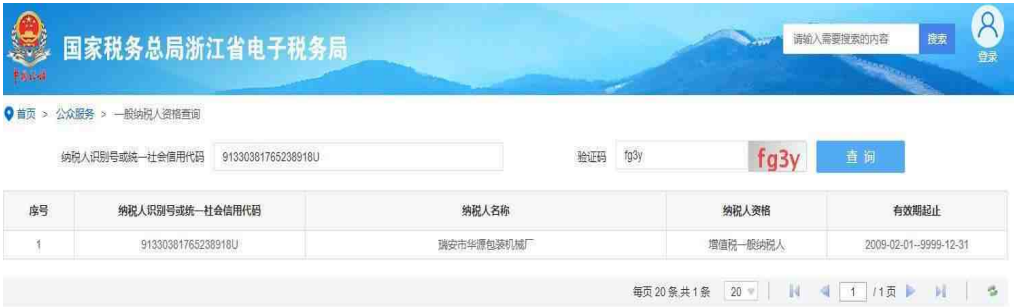 国家税务总局浙江省电子税务局
请输入需要搜索的内容 搜索
登录
中国税务
首页 > 公众服务 > 一般纳税人资格查询
纳税人识别号或统一社会信用代码 91330381765238918U 验证码 fg3y fg3y 查 询
序号 纳税人识别号或统一社会信用代码 纳税人名称 纳税人资格 有效期起止
1 91330381765238918U 瑞安市华源包装机械厂 增值税一般纳税人 2009-02-01--9999-12-31
每页 20 条,共 1 条 20 1 / 1 页